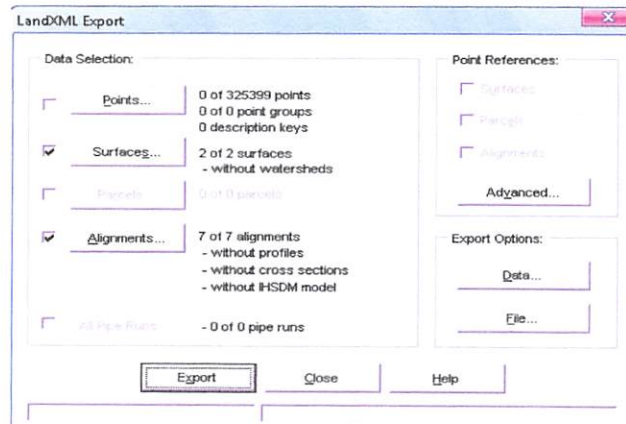 LandXML Export
Data Selection:
Points...
0 of 325399 points
0 of 0 point groups
0 description keys
Surfaces...
2 of 2 surfaces
- without watersheds
Parcels
0 of 0 parcels
Alignments...
7 of 7 alignments
- without profiles
- without cross sections
- without IHSDM model
All Pipe Runs
- 0 of 0 pipe runs
Point References:
Surfaces
Parcels
Alignments
Advanced...
Export Options:
Data...
File...
Export
Close
Help